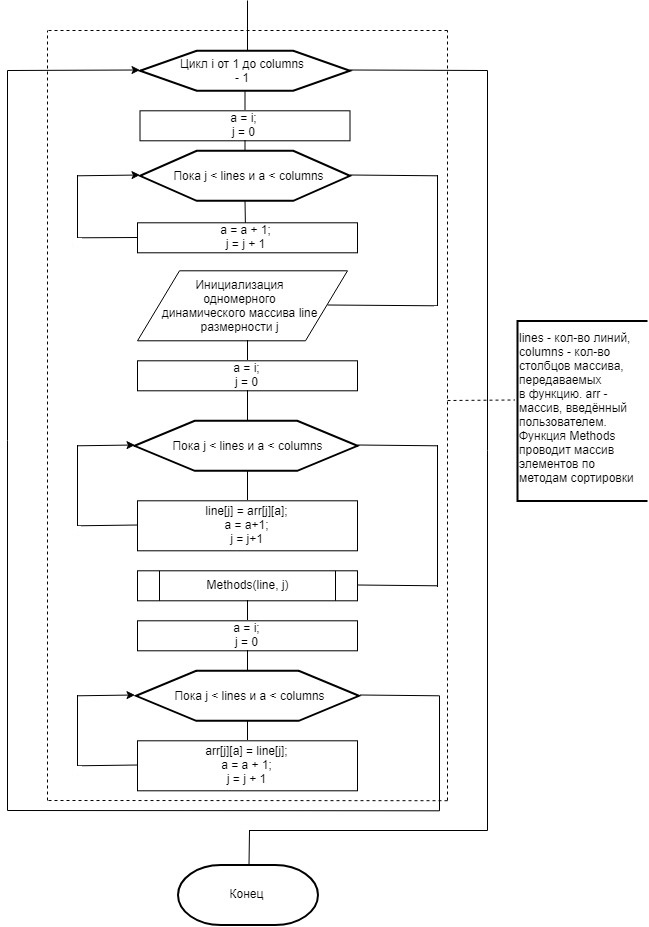 Цикл i от 1 до columns
- 1
a = i;
j = 0
Пока j < lines и a < columns
a = a + 1;
j = j + 1
Инициализация
одномерного
динамического массива line
размерности j
a = i;
j = 0
Пока j < lines и a < columns
line[j] = arr[j][a];
a = a+1;
j = j+1
Methods(line, j)
a = i;
j = 0
Пока j < lines и a < columns
arr[j][a] = line[j];
a = a + 1;
j = j + 1
Конец
lines - кол-во линий,
columns - кол-во
столбцов массива,
передаваемых
в функцию. arr -
массив, введённый
пользователем.
Функция Methods
проводит массив
элементов по
методам сортировки